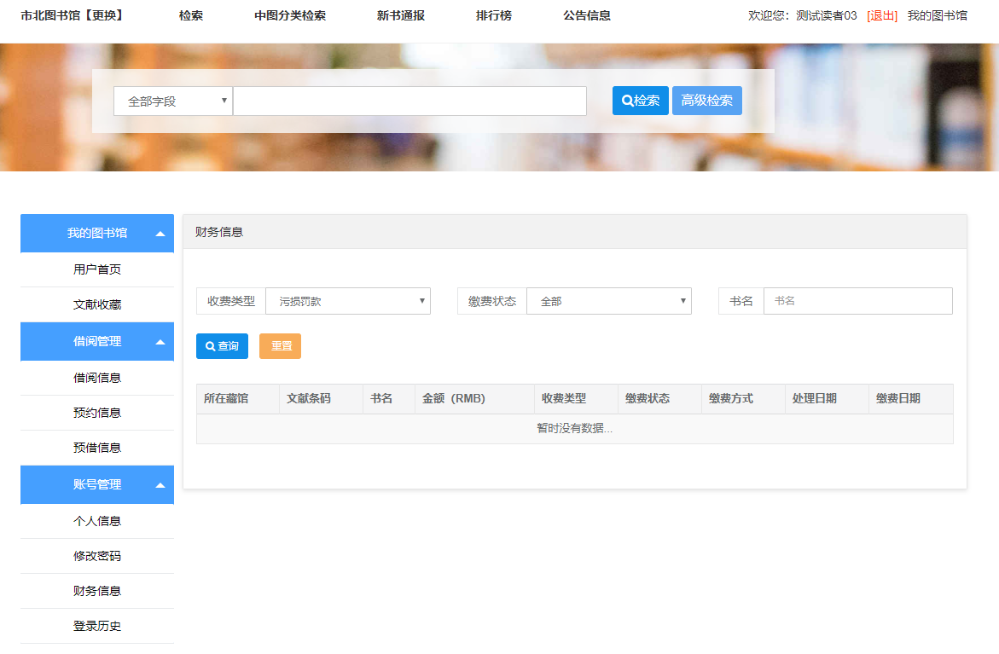 市北图书馆【更换】 检索 中图分类检索 新书通报 排行榜 公告信息 欢迎您：测试读者03 [退出] 我的图书馆
全部字段 检索 高级检索
我的图书馆
用户首页
文献收藏
借阅管理
借阅信息
预约信息
预借信息
账号管理
个人信息
修改密码
财务信息
登录历史
财务信息
收费类型 污损罚款 缴费状态 全部 书名 书名
查询 重置
所在藏馆 文献条码 书名 金额（RMB） 收费类型 缴费状态 缴费方式 处理日期 缴费日期
暂时没有数据...